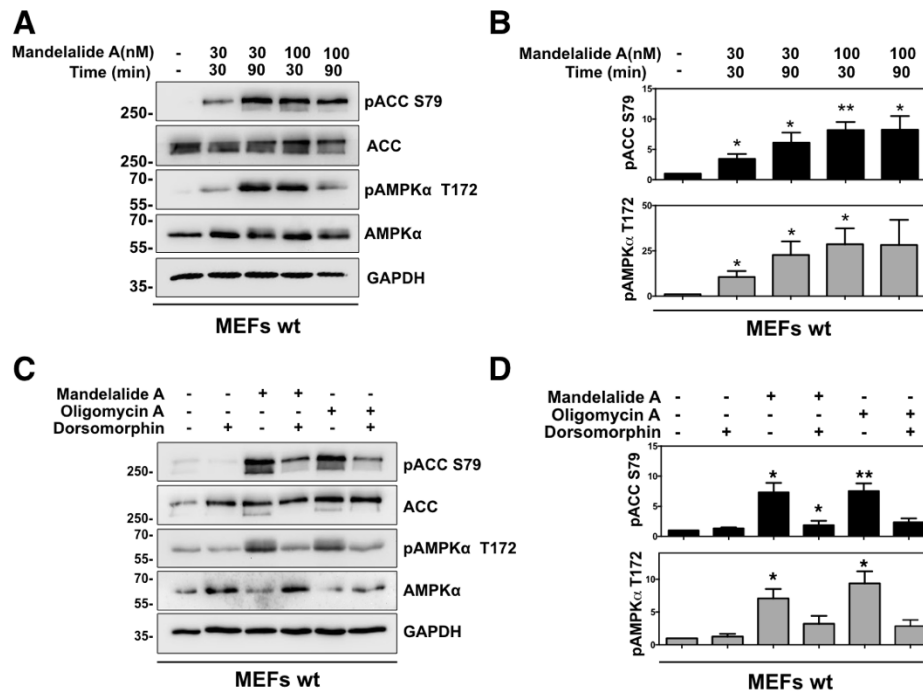 A
Mandelalide A(nM) - 30 30 100 100
Time (min) - 30 90 30 90
250-
pACC S79
250-
ACC
70-
55-
pAMPKα T172
70-
55-
AMPKα
35-
GAPDH
MEFs wt
B
Mandelalide A(nM) - 30 30 100 100
Time (min) - 30 90 30 90
pACC S79
10
5
0
* * ** *
pAMPKα T172
50
25
0
* * *
MEFs wt
C
Mandelalide A - - + + - -
Oligomycin A - - - - + +
Dorsomorphin - + - + - +
250-
pACC S79
250-
ACC
70-
55-
pAMPKα T172
70-
55-
AMPKα
35-
GAPDH
MEFs wt
D
Mandelalide A - - + + - -
Oligomycin A - - - - + +
Dorsomorphin - + - + - +
pACC S79
15
10
5
0
* * **
pAMPKα T172
10
5
0
* *
MEFs wt